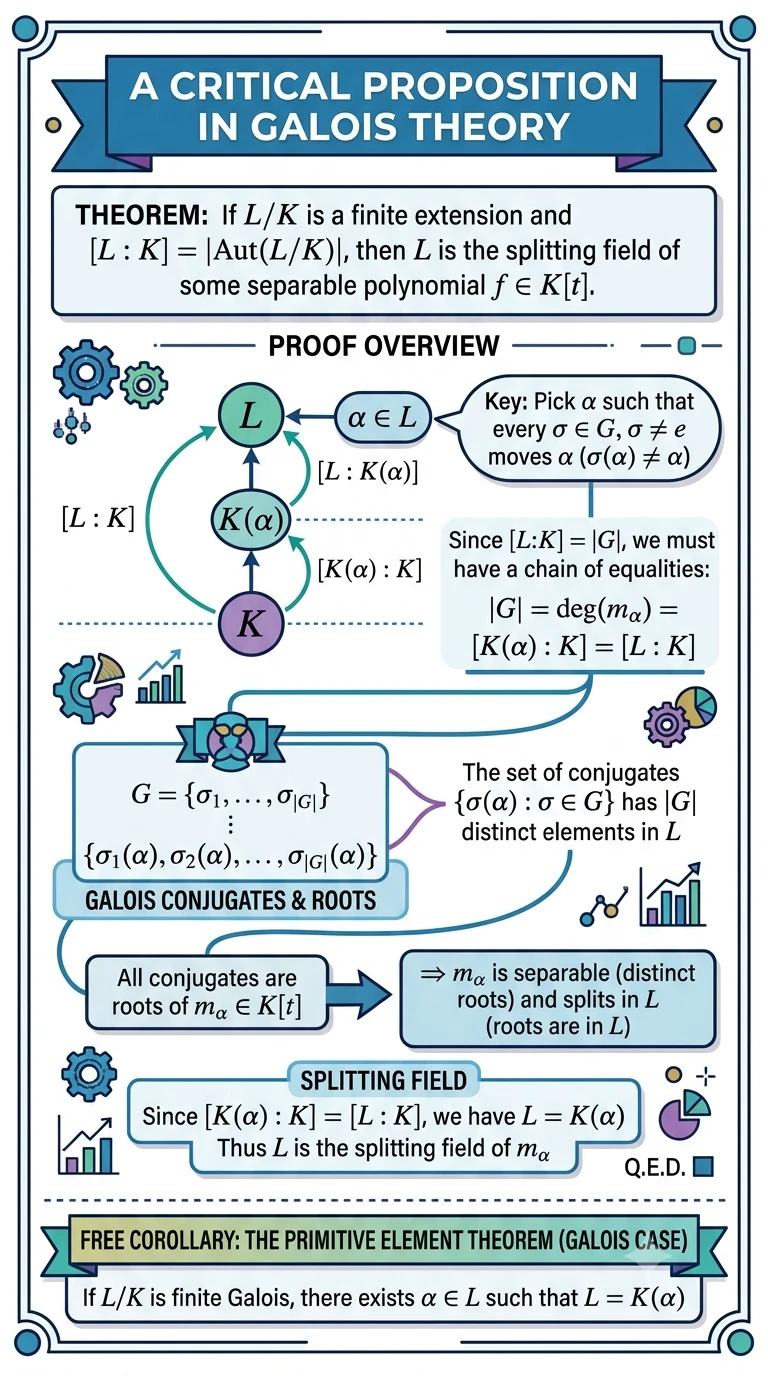 A CRITICAL PROPOSITION
IN GALOIS THEORY
THEOREM: If L/K is a finite extension and
[L : K] = |Aut(L/K)|, then L is the splitting field of
some separable polynomial f ∈ K[t].
PROOF OVERVIEW
L
α ∈ L
Key: Pick α such that
every σ ∈ G, σ ≠ e
moves α (σ(α) ≠ α)
[L : K(α)]
[L : K]
K(α)
[K(α) : K]
K
Since [L:K] = |G|, we must
have a chain of equalities:
|G| = deg(m_α) =
[K(α) : K] = [L : K]
G = {σ₁, …, σ_|G|}
⋮
{σ₁(α), σ₂(α), …, σ_|G|(α)}
GALOIS CONJUGATES & ROOTS
The set of conjugates
{σ(α) : σ ∈ G} has |G|
distinct elements in L
All conjugates are
roots of m_α ∈ K[t]
⇒ m_α is separable (distinct
roots) and splits in L
(roots are in L)
SPLITTING FIELD
Since [K(α) : K] = [L : K], we have L = K(α)
Thus L is the splitting field of m_α
Q.E.D.
FREE COROLLARY: THE PRIMITIVE ELEMENT THEOREM (GALOIS CASE)
If L/K is finite Galois, there exists α ∈ L such that L = K(α)